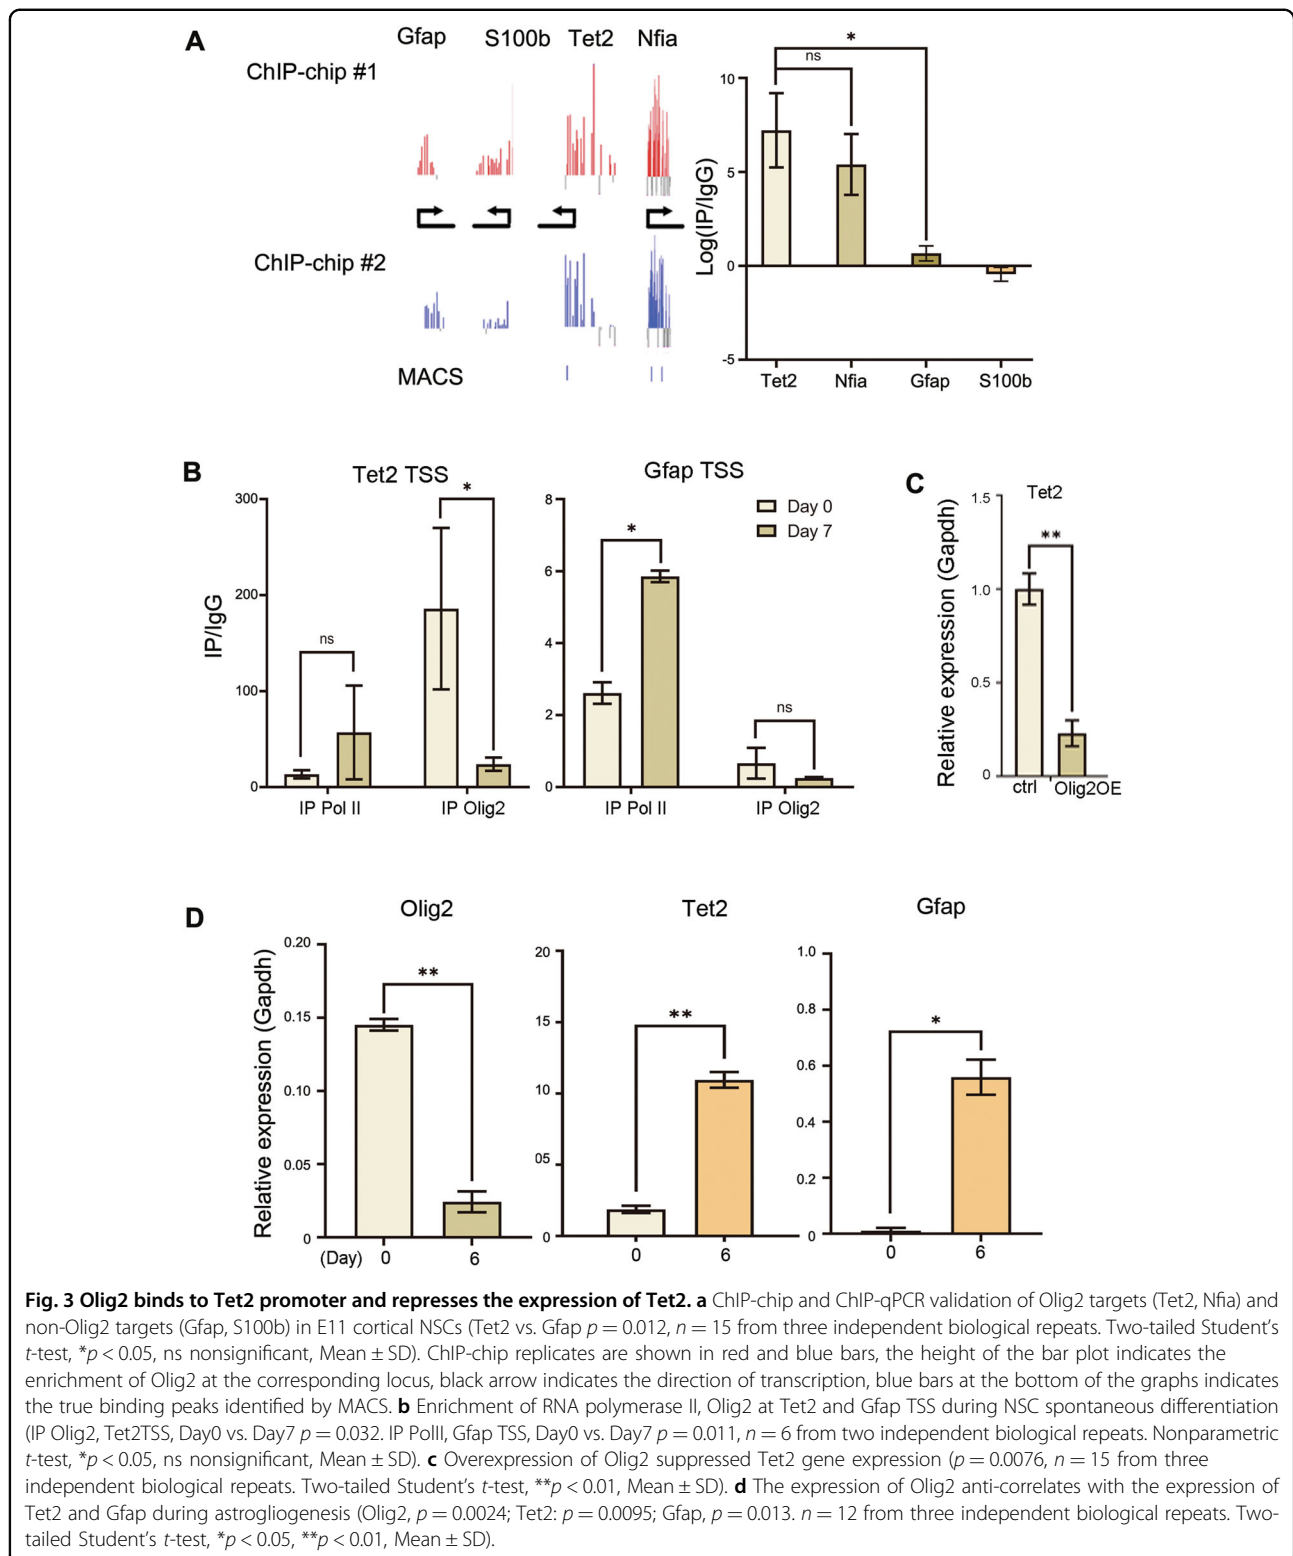 A
Gfap S100b Tet2 Nfia
ChIP-chip #1
ChIP-chip #2
MACS
* 
ns
Log(IP/IgG)
10
5
0
-5
Tet2 Nfia Gfap S100b
B
Tet2 TSS
IP/IgG
300
200
100
0
ns
*
IP Pol II IP Olig2
Gfap TSS
8
6
4
2
0
*
ns
IP Pol II IP Olig2
Day 0
Day 7
C
Tet2
Relative expression (Gapdh)
1.5
1.0
0.5
0
**
ctrl Olig2OE
D
Olig2
Relative expression (Gapdh)
0.20
0.15
0.10
0.05
0
**
(Day) 0 6
Tet2
20
15
10
05
0
**
0 6
Gfap
1.0
0.8
0.6
0.4
0.2
0
*
0 6
Fig. 3 Olig2 binds to Tet2 promoter and represses the expression of Tet2. a ChIP-chip and ChIP-qPCR validation of Olig2 targets (Tet2, Nfia) and
non-Olig2 targets (Gfap, S100b) in E11 cortical NSCs (Tet2 vs. Gfap p = 0.012, n = 15 from three independent biological repeats. Two-tailed Student's
t-test, *p < 0.05, ns nonsignificant, Mean ± SD). ChIP-chip replicates are shown in red and blue bars, the height of the bar plot indicates the
enrichment of Olig2 at the corresponding locus, black arrow indicates the direction of transcription, blue bars at the bottom of the graphs indicates
the true binding peaks identified by MACS. b Enrichment of RNA polymerase II, Olig2 at Tet2 and Gfap TSS during NSC spontaneous differentiation
(IP Olig2, Tet2TSS, Day0 vs. Day7 p = 0.032. IP PolII, Gfap TSS, Day0 vs. Day7 p = 0.011, n = 6 from two independent biological repeats. Nonparametric
t-test, *p < 0.05, ns nonsignificant, Mean ± SD). c Overexpression of Olig2 suppressed Tet2 gene expression (p = 0.0076, n = 15 from three
independent biological repeats. Two-tailed Student's t-test, **p < 0.01, Mean ± SD). d The expression of Olig2 anti-correlates with the expression of
Tet2 and Gfap during astrogliogenesis (Olig2, p = 0.0024; Tet2: p = 0.0095; Gfap, p = 0.013. n = 12 from three independent biological repeats. Two-
tailed Student's t-test, *p < 0.05, **p < 0.01, Mean ± SD).